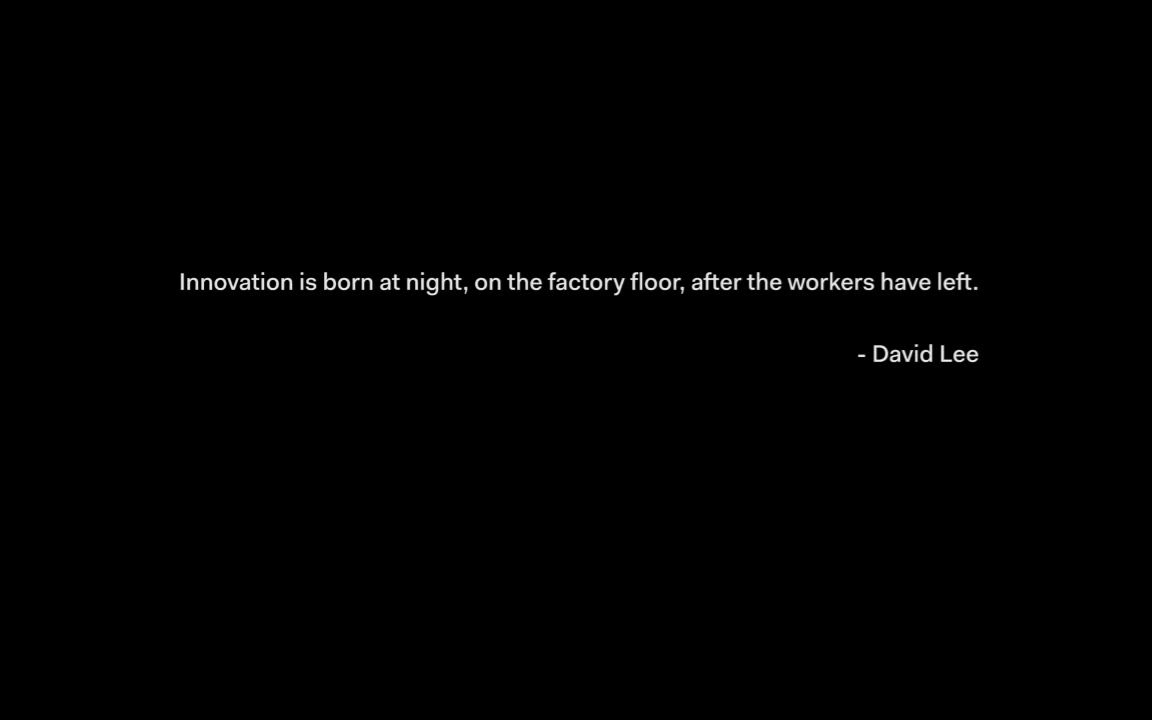 Innovation is born at night, on the factory floor, after the workers have left.
- David Lee